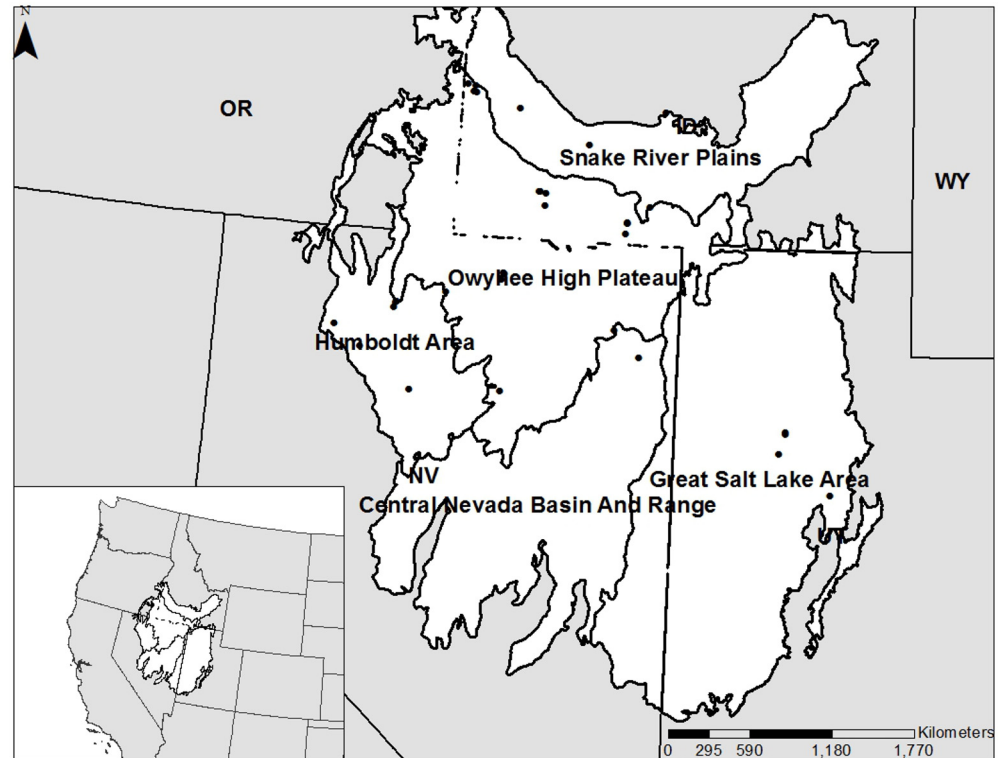 N
OR
ID
Snake River Plains
WY
Owyhee High Plateau
Humboldt Area
NV
Great Salt Lake Area
Central Nevada Basin And Range
UT
Kilometers
0 295 590 1,180 1,770